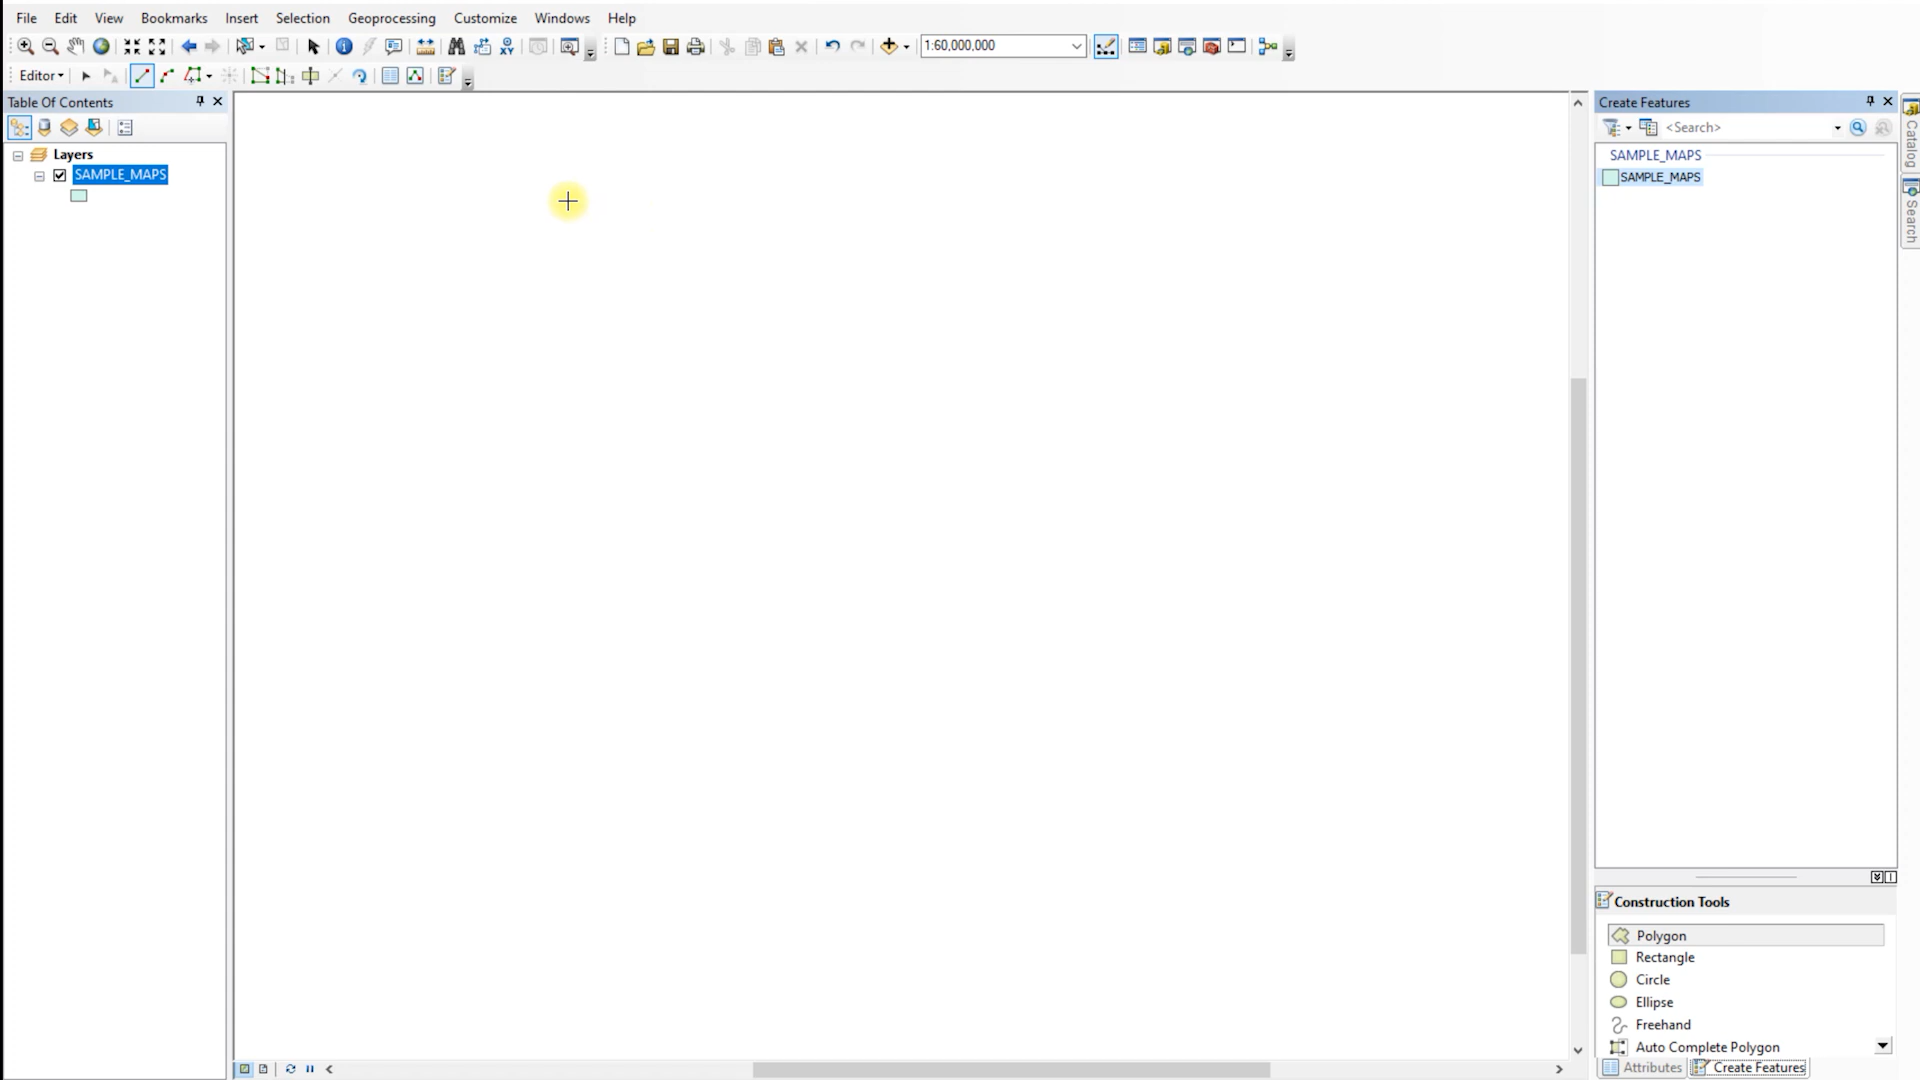 File Edit View Bookmarks Insert Selection Geoprocessing Customize Windows Help
1:60,000,000
Editor
Table Of Contents
Layers
SAMPLE_MAPS
Create Features
<Search>
SAMPLE_MAPS
SAMPLE_MAPS
Catalog
Search
Construction Tools
Polygon
Rectangle
Circle
Ellipse
Freehand
Auto Complete Polygon
Attributes
Create Features